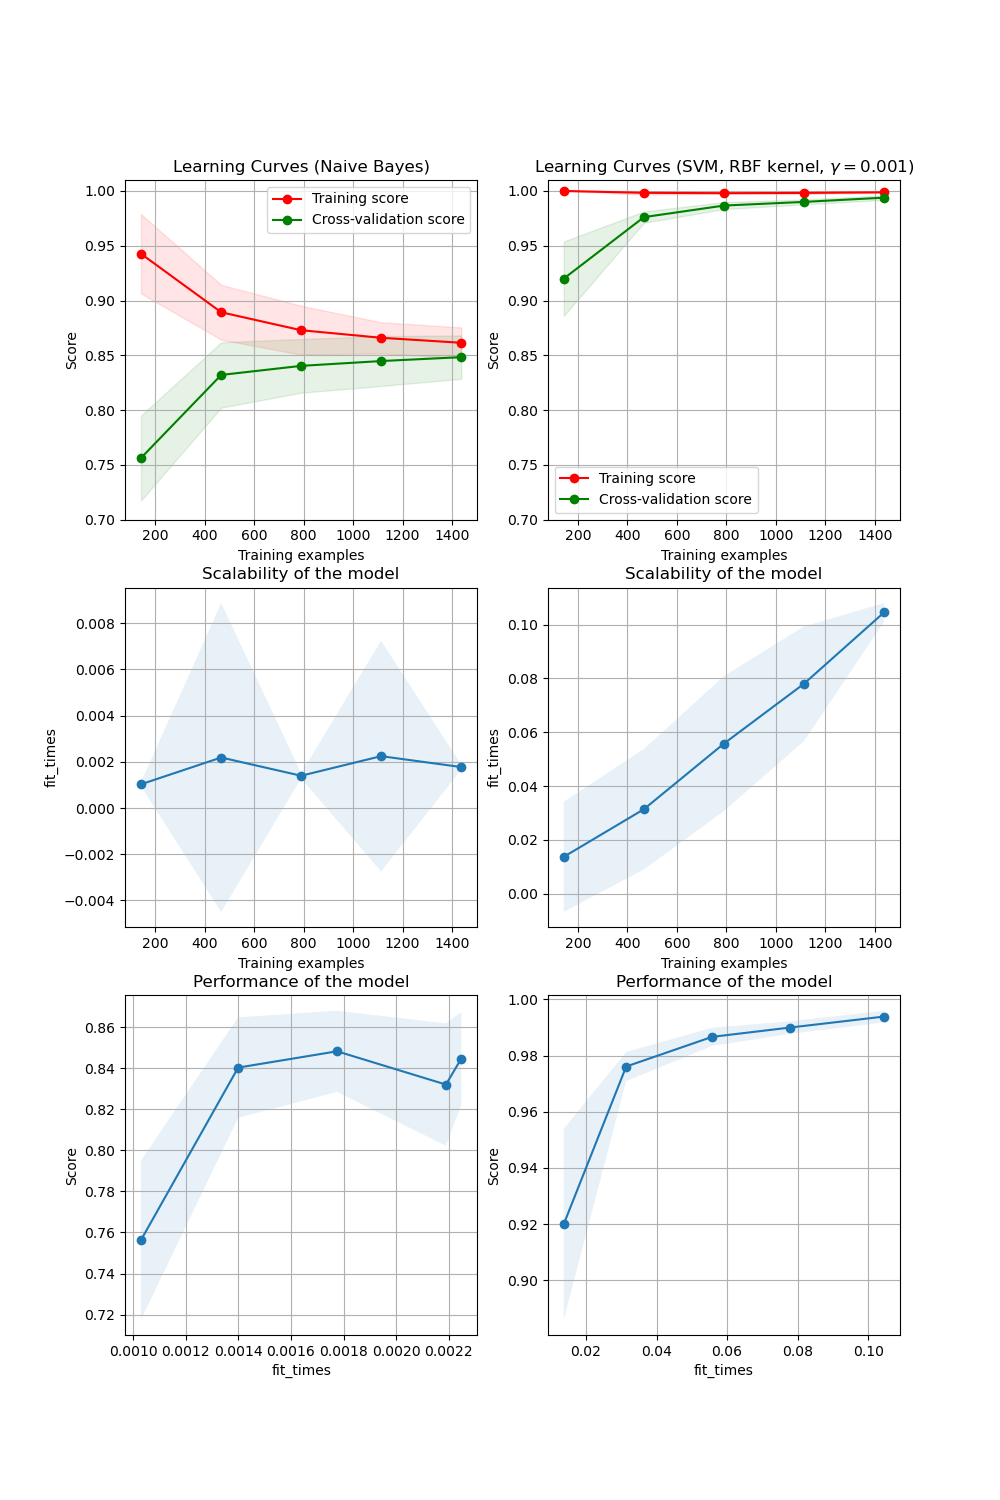 Learning Curves (Naive Bayes)
Score
1.00
0.95
0.90
0.85
0.80
0.75
0.70
Training score
Cross-validation score
200 400 600 800 1000 1200 1400
Training examples
Learning Curves (SVM, RBF kernel, γ = 0.001)
Score
1.00
0.95
0.90
0.85
0.80
0.75
0.70
Training score
Cross-validation score
200 400 600 800 1000 1200 1400
Training examples
Scalability of the model
fit_times
0.008
0.006
0.004
0.002
0.000
−0.002
−0.004
200 400 600 800 1000 1200 1400
Training examples
Scalability of the model
fit_times
0.10
0.08
0.06
0.04
0.02
0.00
200 400 600 800 1000 1200 1400
Training examples
Performance of the model
Score
0.86
0.84
0.82
0.80
0.78
0.76
0.74
0.72
0.0010 0.0012 0.0014 0.0016 0.0018 0.0020 0.0022
fit_times
Performance of the model
Score
1.00
0.98
0.96
0.94
0.92
0.90
0.02 0.04 0.06 0.08 0.10
fit_times